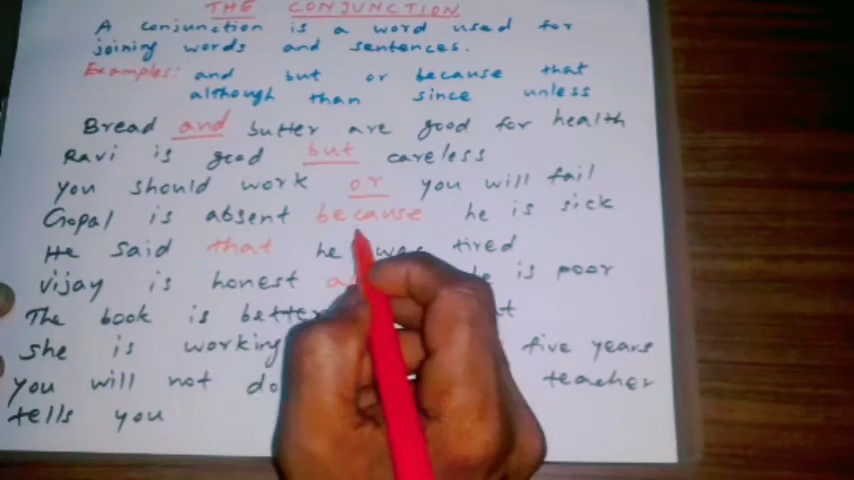 THE CONJUNCTION
A conjunction is a word used for
joining words and sentences.
Examples: and but or because that
although than since unless
Bread and butter are good for health
Ravi is good but careless
you should work or you will fail
Gopal is absent because he is sick
He said that he was tired
vijay is honest he is poor
The book is better
she is working five years
you will not do teacher
tells you